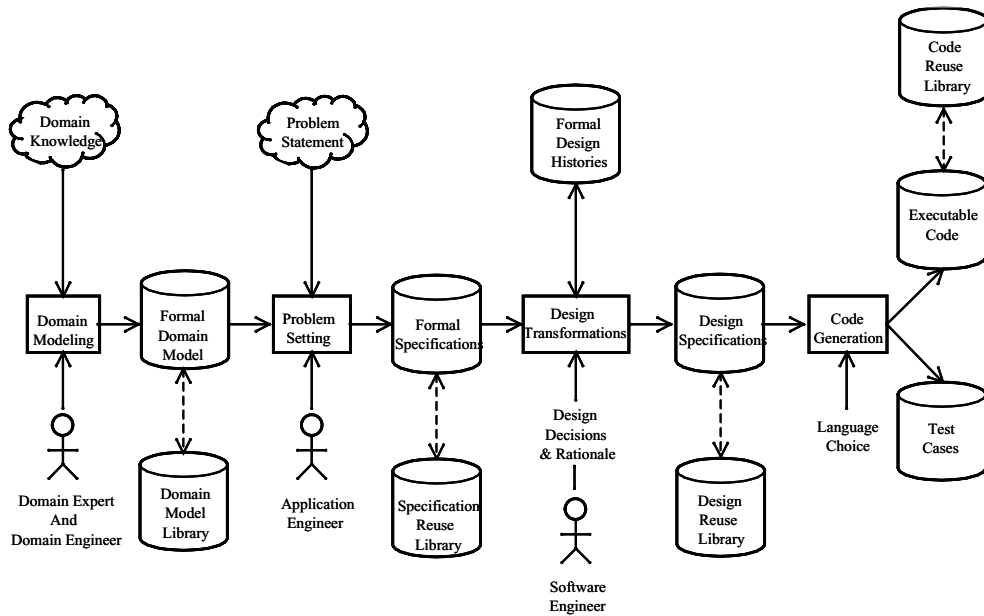 Domain
Knowledge
Problem
Statement
Formal
Design
Histories
Code
Reuse
Library
Executable
Code
Domain
Modeling
Formal
Domain
Model
Problem
Setting
Formal
Specifications
Design
Transformations
Design
Specifications
Code
Generation
Domain Expert
And
Domain Engineer
Domain
Model
Library
Application
Engineer
Specification
Reuse
Library
Design
Decisions
& Rationale
Software
Engineer
Design
Reuse
Library
Language
Choice
Test
Cases